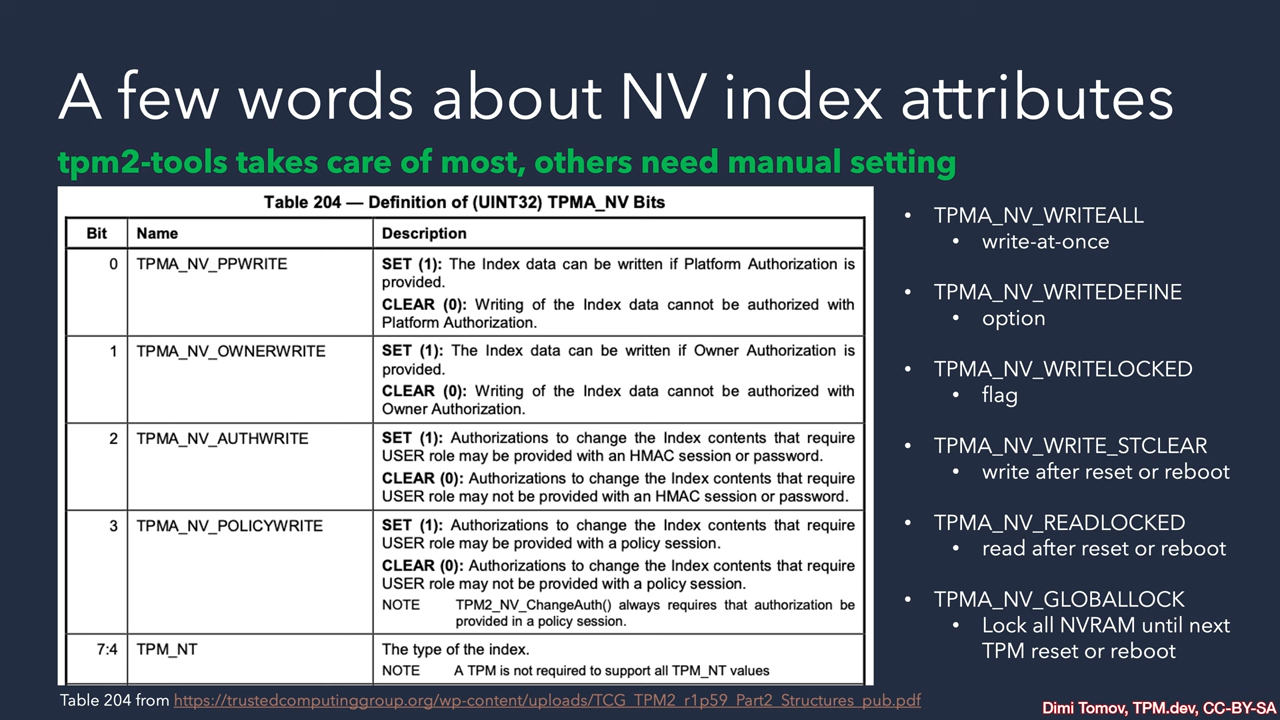 A few words about NV index attributes
tpm2-tools takes care of most, others need manual setting
Table 204 — Definition of (UINT32) TPMA_NV Bits
Bit Name Description
0 TPMA_NV_PPWRITE SET (1): The Index data can be written if Platform Authorization is
provided.
CLEAR (0): Writing of the Index data cannot be authorized with
Platform Authorization.
1 TPMA_NV_OWNERWRITE SET (1): The Index data can be written if Owner Authorization is
provided.
CLEAR (0): Writing of the Index data cannot be authorized with
Owner Authorization.
2 TPMA_NV_AUTHWRITE SET (1): Authorizations to change the Index contents that require
USER role may be provided with an HMAC session or password.
CLEAR (0): Authorizations to change the Index contents that require
USER role may not be provided with an HMAC session or password.
3 TPMA_NV_POLICYWRITE SET (1): Authorizations to change the Index contents that require
USER role may be provided with a policy session.
CLEAR (0): Authorizations to change the Index contents that require
USER role may not be provided with a policy session.
NOTE TPM2_NV_ChangeAuth() always requires that authorization be
provided in a policy session.
7:4 TPM_NT The type of the index.
NOTE A TPM is not required to support all TPM_NT values
Table 204 from https://trustedcomputinggroup.org/wp-content/uploads/TCG_TPM2_r1p59_Part2_Structures_pub.pdf
• TPMA_NV_WRITEALL
• write-at-once
• TPMA_NV_WRITEDEFINE
• option
• TPMA_NV_WRITELOCKED
• flag
• TPMA_NV_WRITE_STCLEAR
• write after reset or reboot
• TPMA_NV_READLOCKED
• read after reset or reboot
• TPMA_NV_GLOBALLOCK
• Lock all NVRAM until next
TPM reset or reboot
Dimi Tomov, TPM.dev, CC-BY-SA